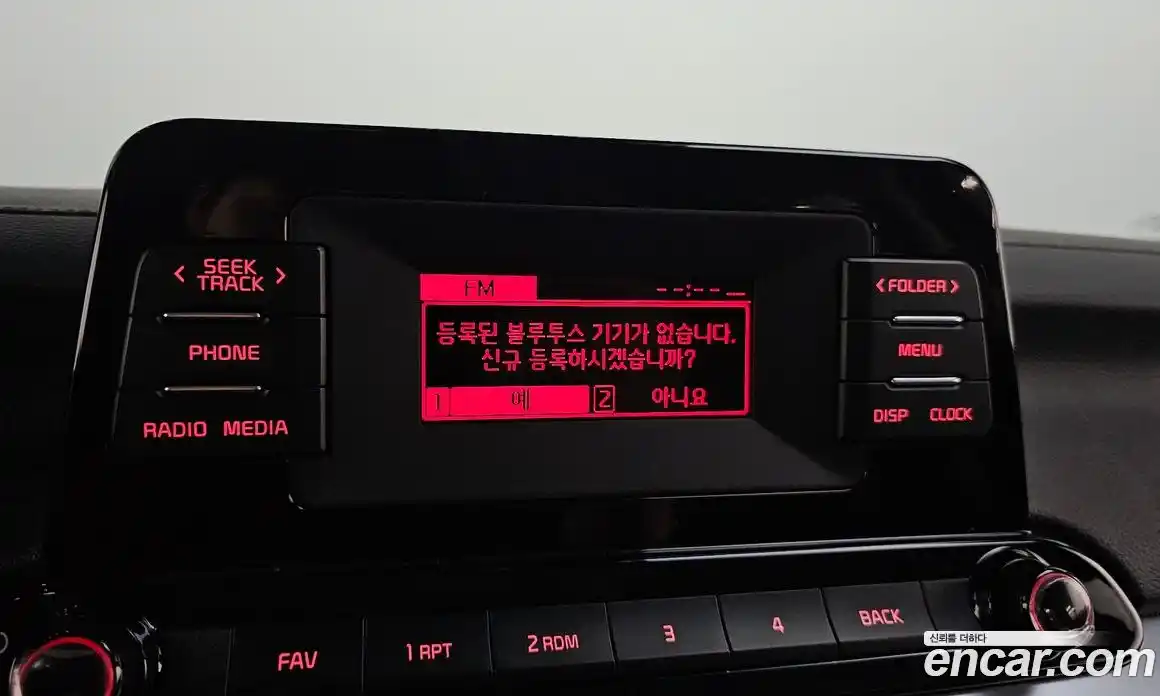 < SEEK TRACK >
PHONE
RADIO MEDIA
FM --:-- --
등록된 블루투스 기기가 없습니다.
신규 등록하시겠습니까?
1 예 2 아니요
< FOLDER >
MENU
DISP CLOCK
FAV 1 RPT 2 RDM 3 4 BACK
신뢰를 더하다
encar.com